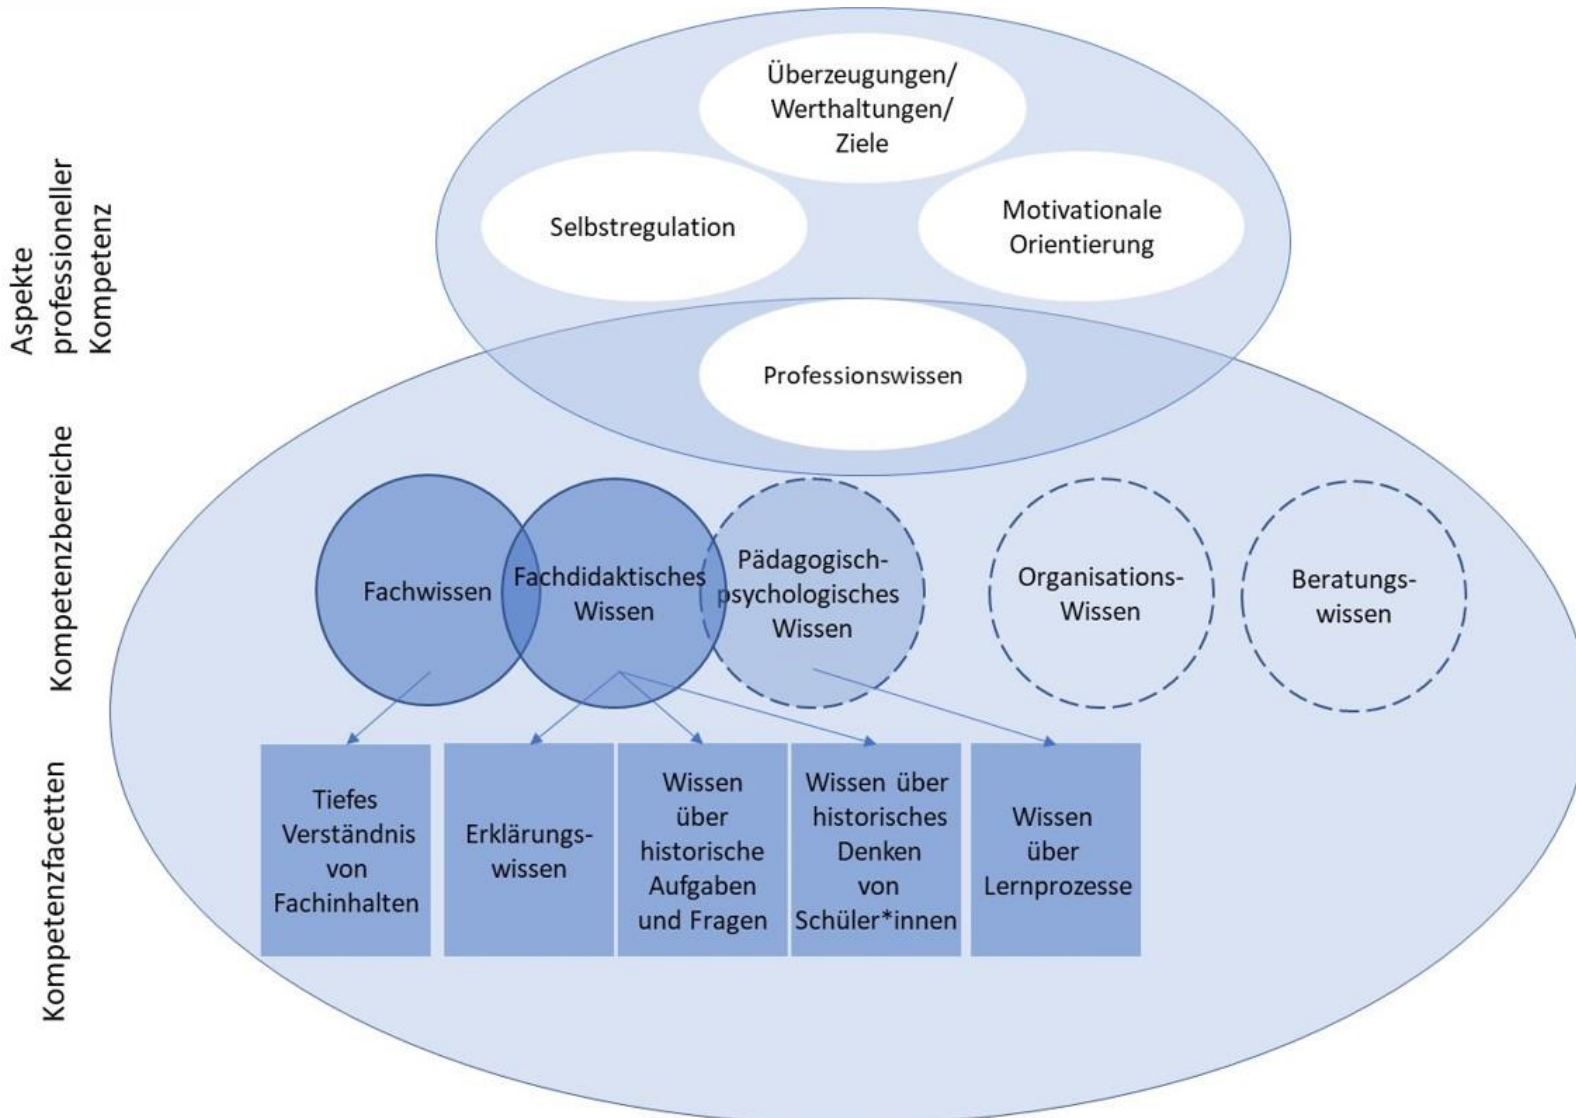 Aspekte
professioneller
Kompetenz
Überzeugungen/
Werthaltungen/
Ziele
Selbstregulation
Motivationale
Orientierung
Professionswissen
Kompetenzbereiche
Fachwissen
Fachdidaktisches
Wissen
Pädagogisch-
psychologisches
Wissen
Organisations-
Wissen
Beratungs-
wissen
Kompetenzfacetten
Tiefes
Verständnis
von
Fachinhalten
Erklärungs-
wissen
Wissen
über
historische
Aufgaben
und Fragen
Wissen über
historisches
Denken
von
Schüler*innen
Wissen
über
Lernprozesse